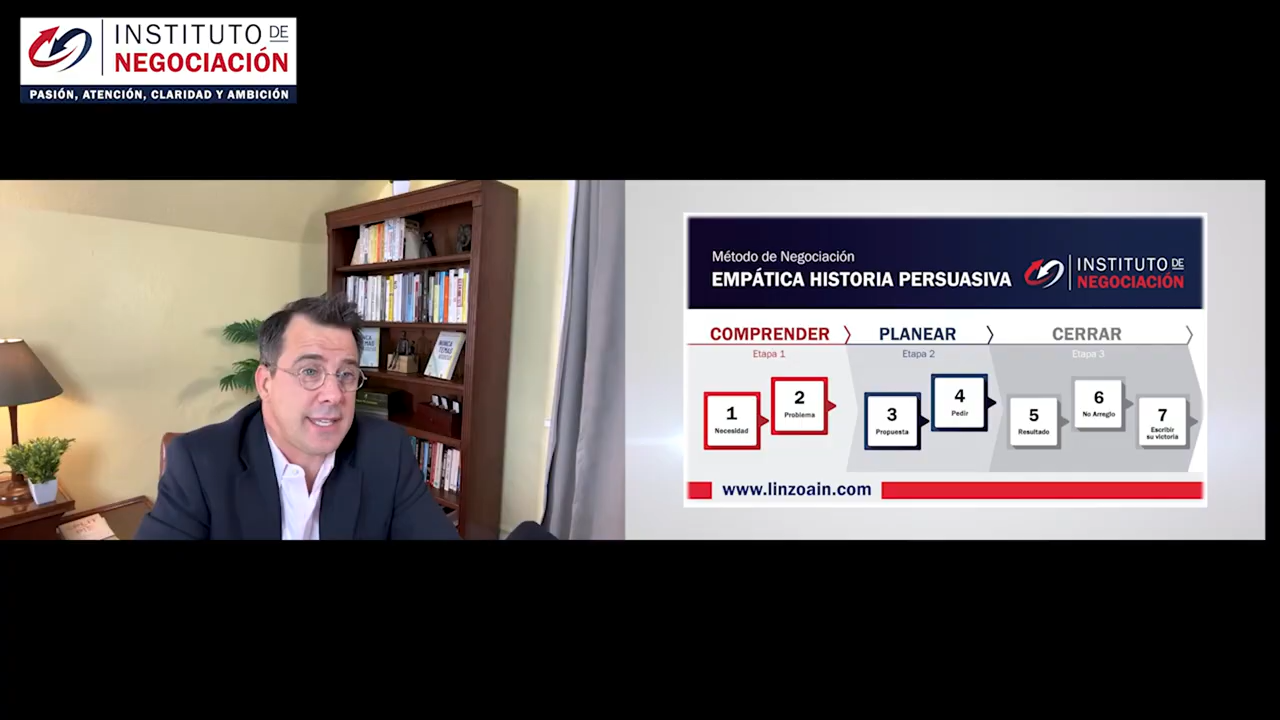 INSTITUTO DE
NEGOCIACIÓN
PASIÓN, ATENCIÓN, CLARIDAD Y AMBICIÓN
Método de Negociación
EMPÁTICA HISTORIA PERSUASIVA
INSTITUTO DE
NEGOCIACIÓN
COMPRENDER
Etapa 1
PLANEAR
Etapa 2
CERRAR
Etapa 3
1
Necesidad
2
Problema
3
Propuesta
4
Pedir
5
Resultado
6
No Arreglo
7
Escribir
su victoria
www.linzoain.com